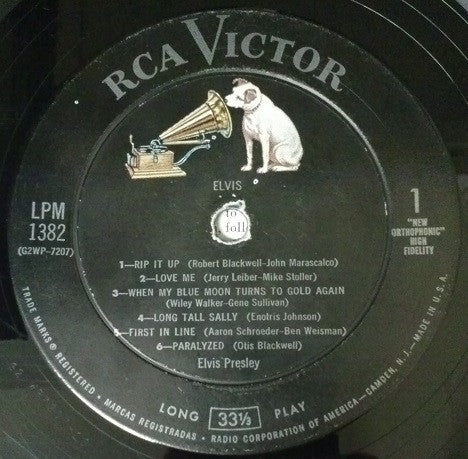 RCA VICTOR
ELVIS
LPM
1382
(G2WP-7207)
1
"NEW
ORTHOPHONIC"
HIGH
FIDELITY
to
foll
1—RIP IT UP (Robert Blackwell-John Marascalco)
2—LOVE ME (Jerry Leiber-Mike Stoller)
3—WHEN MY BLUE MOON TURNS TO GOLD AGAIN
(Wiley Walker-Gene Sullivan)
4—LONG TALL SALLY (Enotris Johnson)
5—FIRST IN LINE (Aaron Schroeder-Ben Weisman)
6—PARALYZED (Otis Blackwell)
Elvis Presley
LONG 33⅓ PLAY
TRADE MARKS ® REGISTERED • MARCAS REGISTRADAS • RADIO CORPORATION OF AMERICA—CAMDEN, N.J.—MADE IN U.S.A.